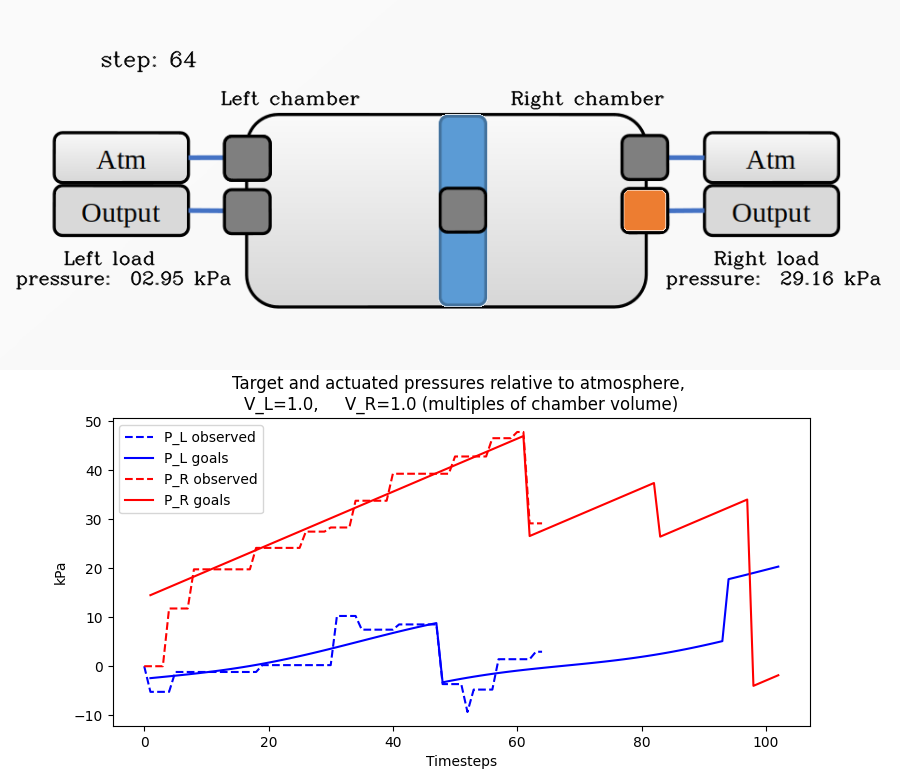 step: 64
Left chamber
Right chamber
Atm
Atm
Output
Output
Left load
pressure: 02.95 kPa
Right load
pressure: 29.16 kPa
Target and actuated pressures relative to atmosphere,
V_L=1.0, V_R=1.0 (multiples of chamber volume)
P_L observed
P_L goals
P_R observed
P_R goals
50
40
30
20
10
0
−10
kPa
0
20
40
60
80
100
Timesteps